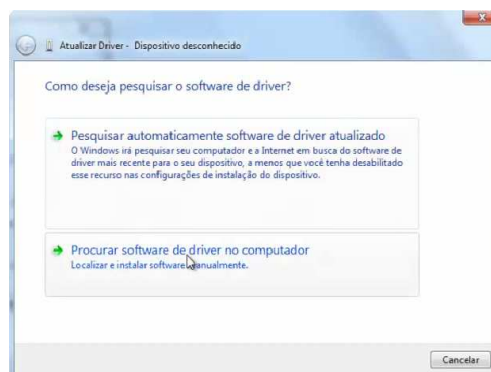 Atualizar Driver - Dispositivo desconhecido
Como deseja pesquisar o software de driver?
Pesquisar automaticamente software de driver atualizado
O Windows irá pesquisar seu computador e a Internet em busca do software de
driver mais recente para o seu dispositivo, a menos que você tenha desabilitado
esse recurso nas configurações de instalação do dispositivo.
Procurar software de driver no computador
Localizar e instalar software manualmente.
Cancelar